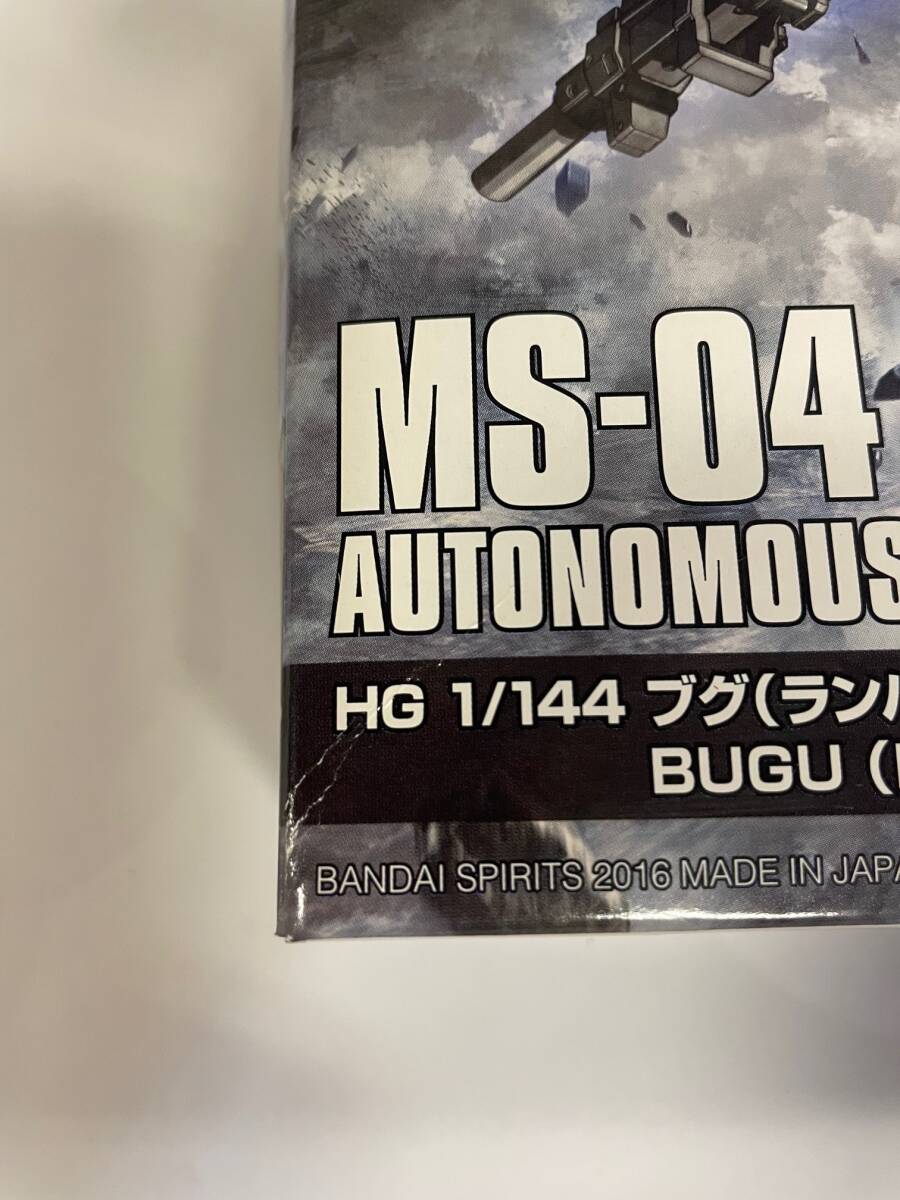 MS-04
AUTONOMOUS
HG 1/144 ブグ(ラン
BUGU (
BANDAI SPIRITS 2016 MADE IN JAPA